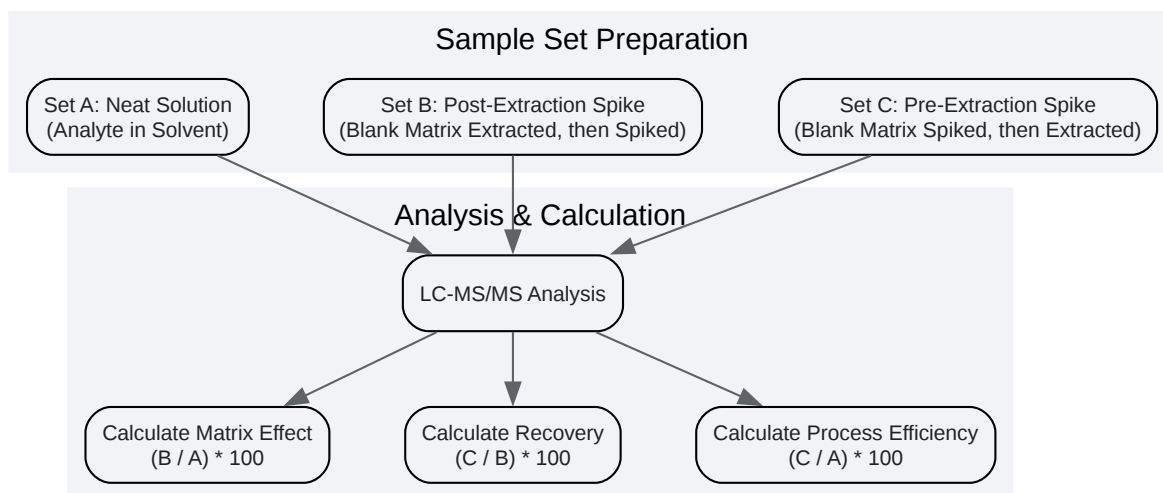 Sample Set Preparation
Set A: Neat Solution
(Analyte in Solvent)
Set B: Post-Extraction Spike
(Blank Matrix Extracted, then Spiked)
Set C: Pre-Extraction Spike
(Blank Matrix Spiked, then Extracted)
Analysis & Calculation
LC-MS/MS Analysis
Calculate Matrix Effect
(B / A) * 100
Calculate Recovery
(C / B) * 100
Calculate Process Efficiency
(C / A) * 100